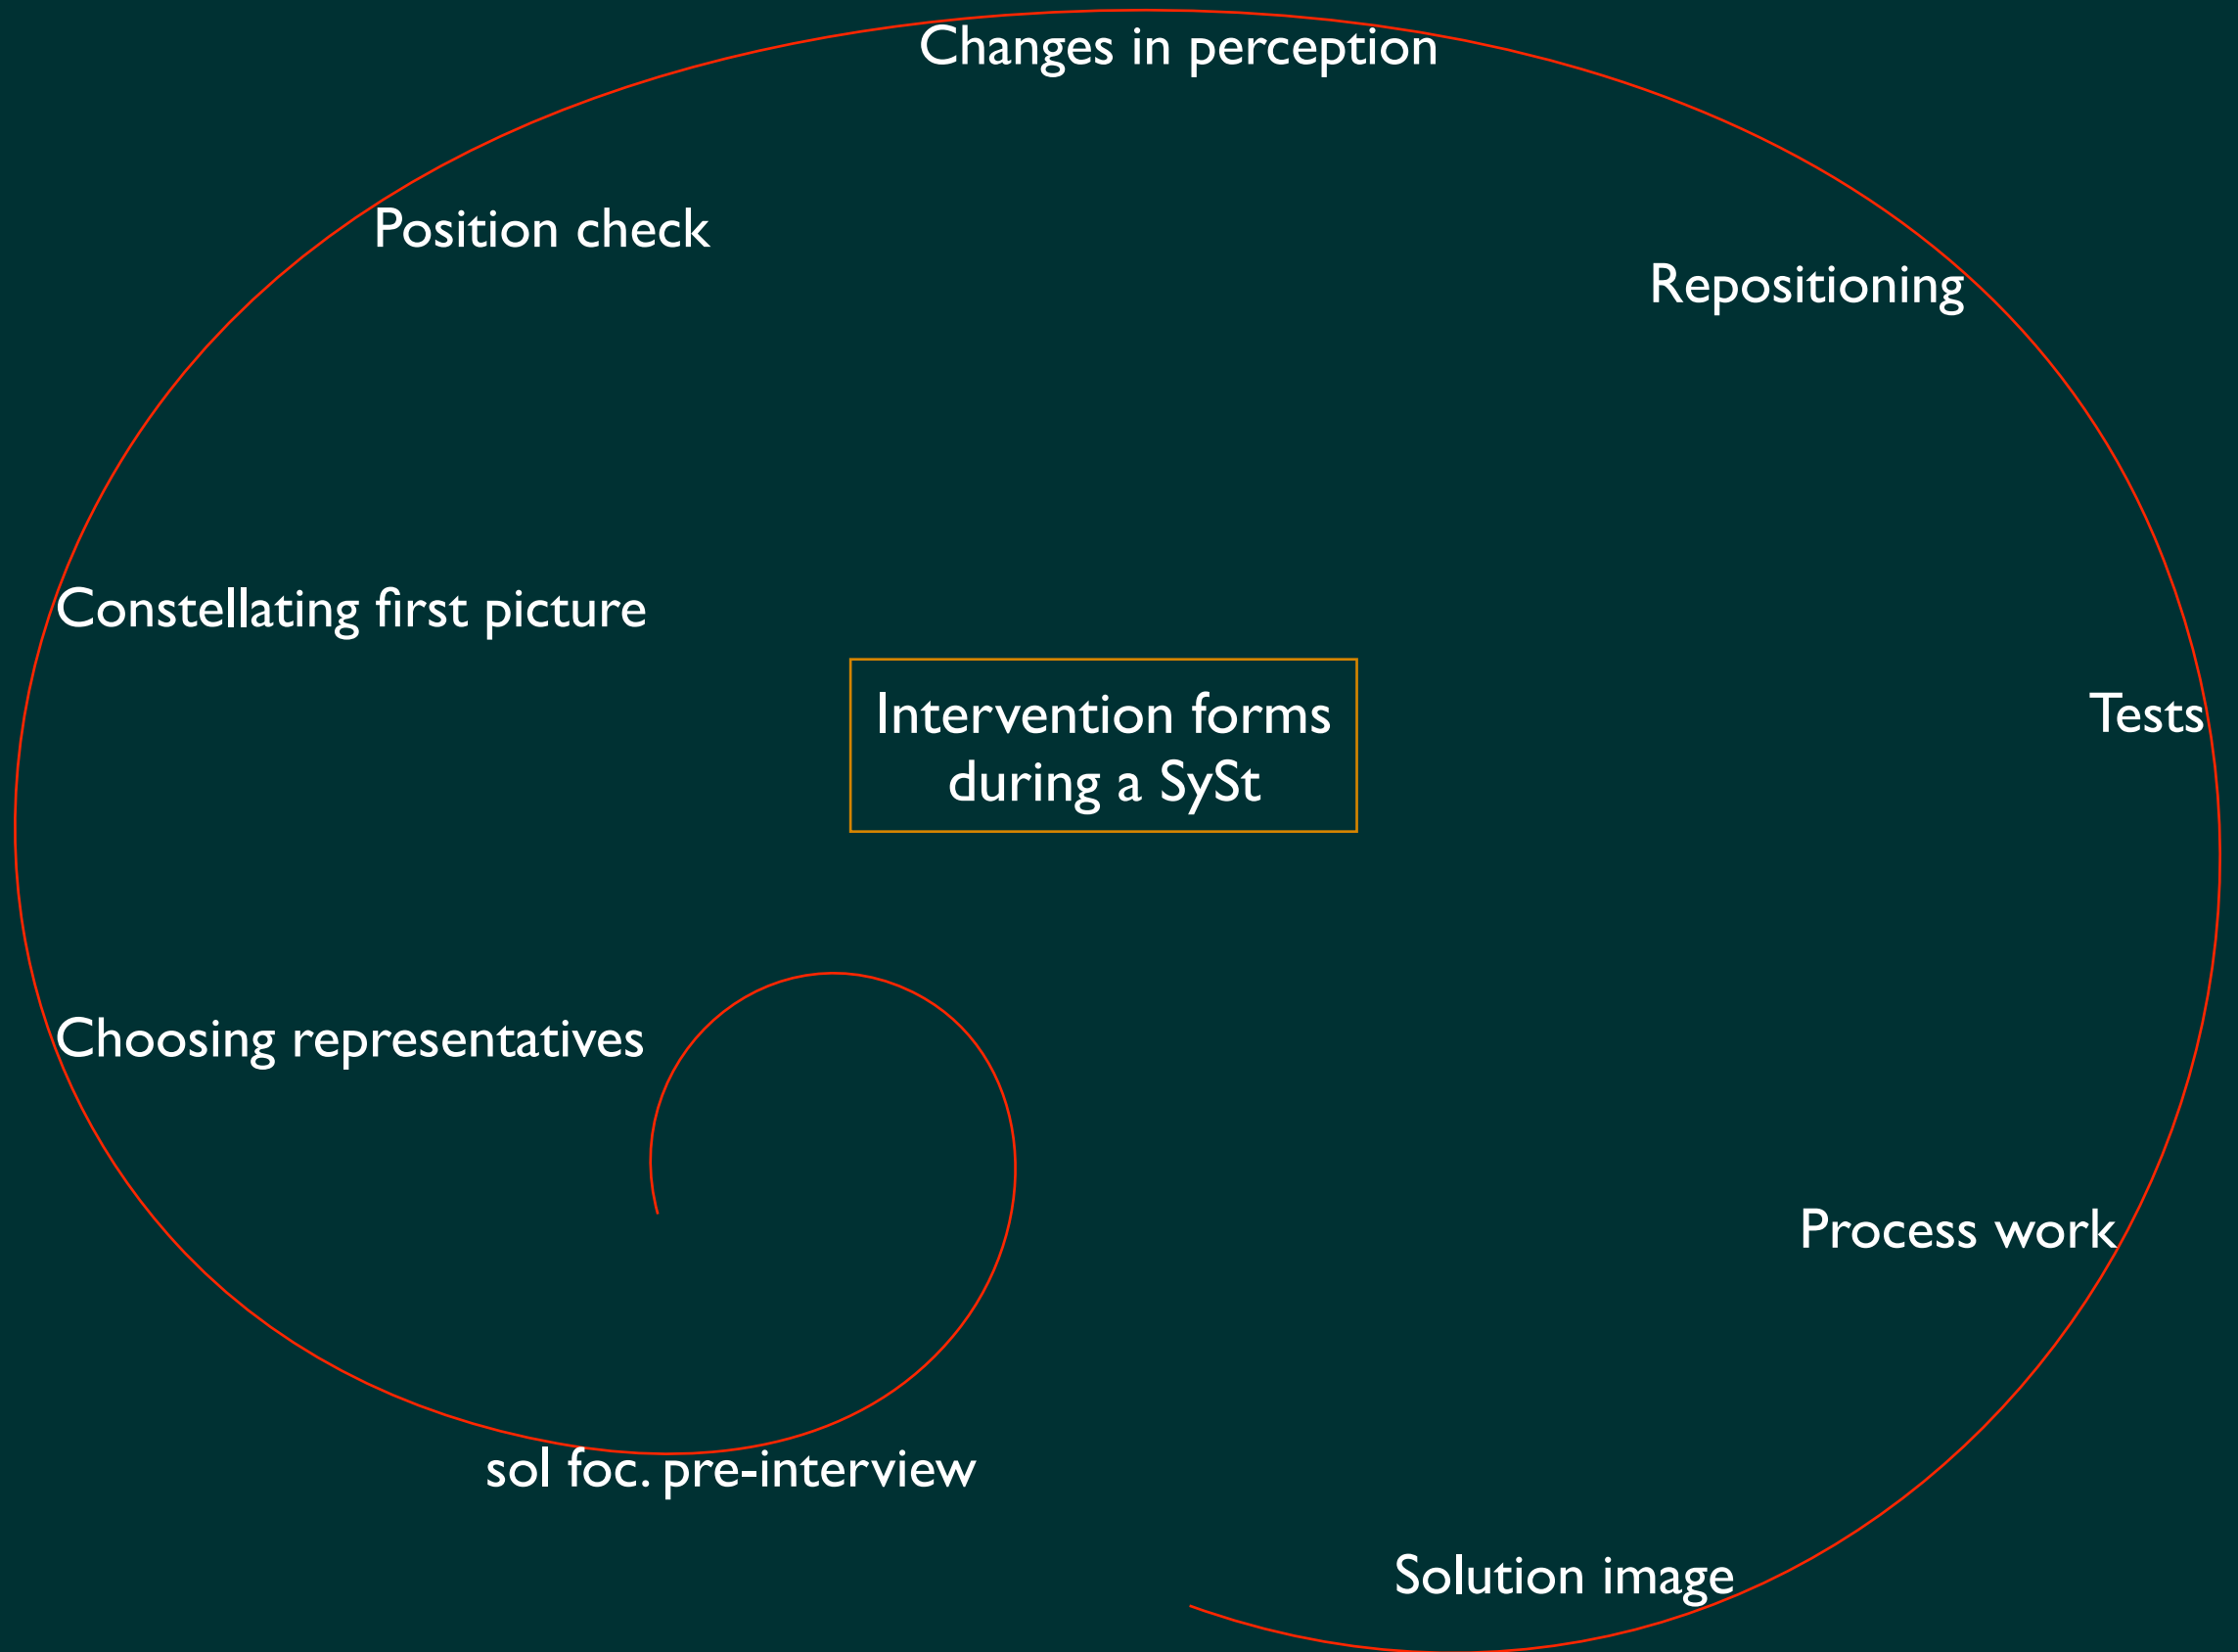 Changes in perception
Position check
Repositioning
Constellating first picture
Intervention forms
during a SySt
Tests
Choosing representatives
Process work
sol foc. pre-interview
Solution image